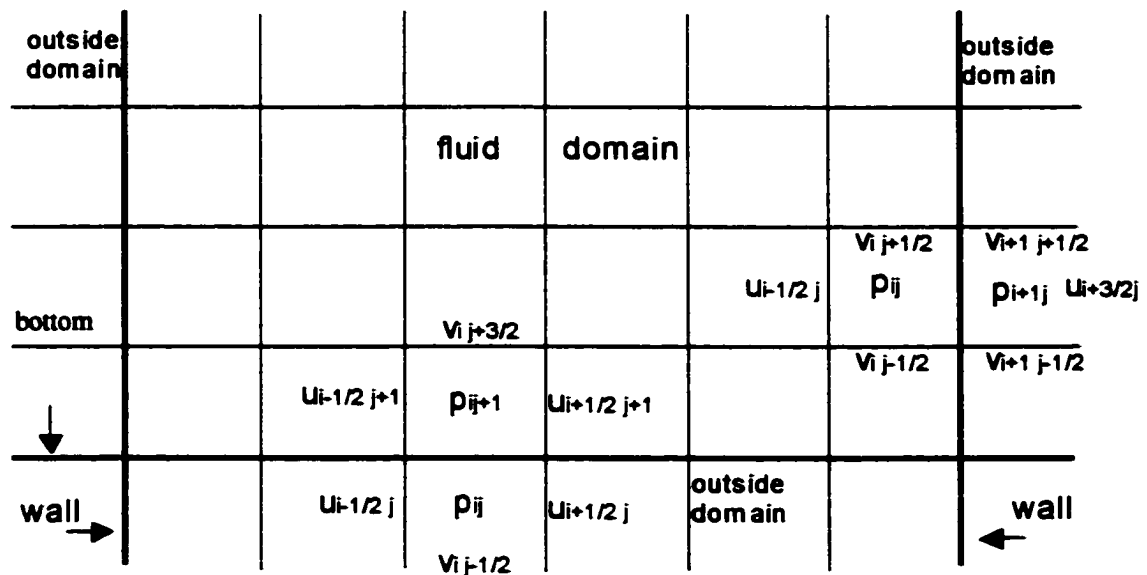 outside
domain
outside
domain
fluid domain
Vi j+1/2 Vi+1 j+1/2
Ui-1/2 j pij pi+1j Ui+3/2j
bottom
Vi j+3/2
Vi j-1/2 Vi+1 j-1/2
Ui-1/2 j+1 pij+1 Ui+1/2 j+1
wall
Ui-1/2 j pij Ui+1/2 j
outside
domain
wall
Vi j-1/2